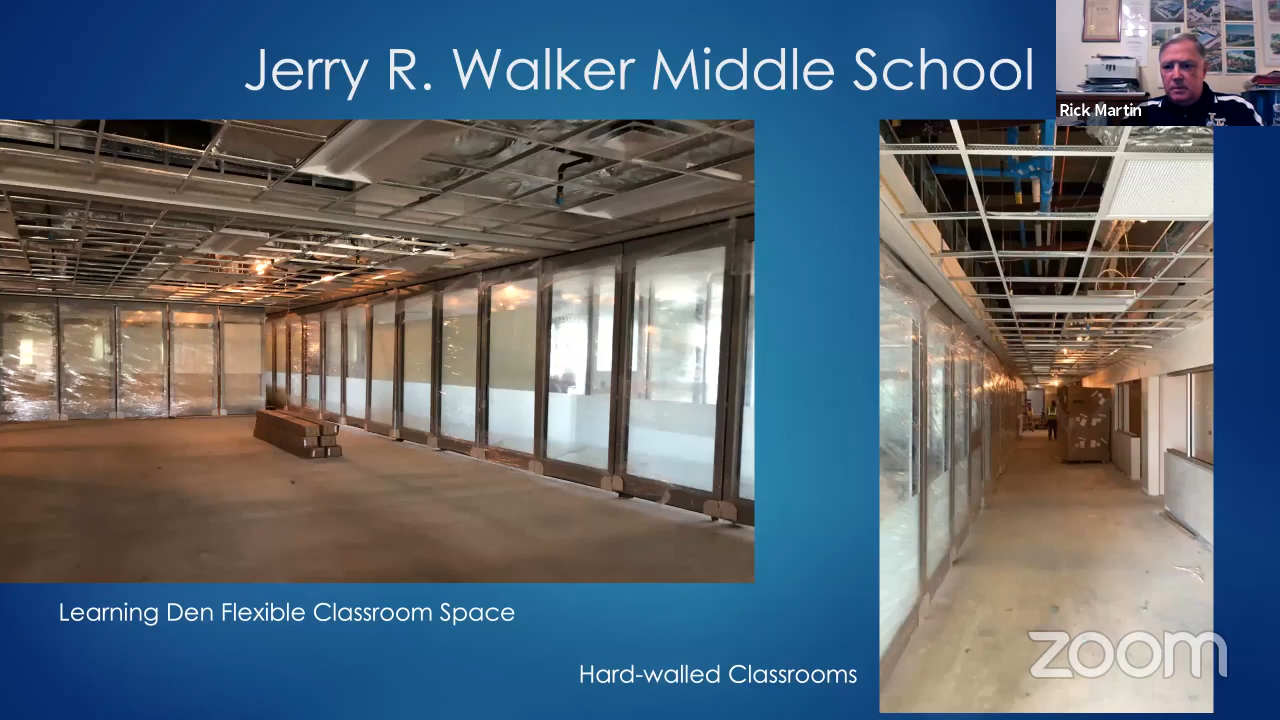 Jerry R. Walker Middle School
Rick Martin
Learning Den Flexible Classroom Space
Hard-walled Classrooms
zoom